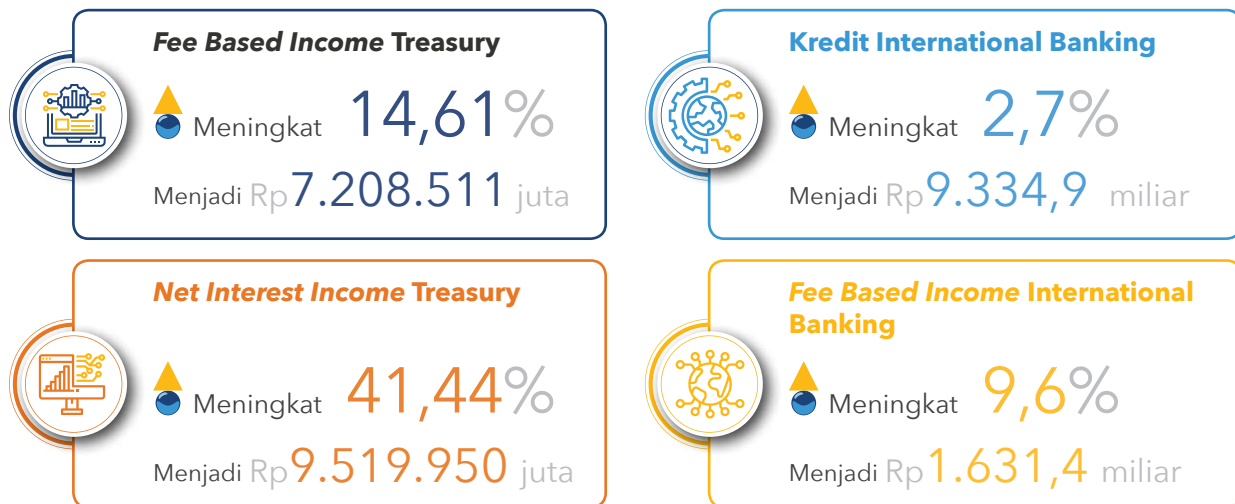 Fee Based Income Treasury
Meningkat 14,61%
Menjadi Rp7.208.511 juta
Kredit International Banking
Meningkat 2,7%
Menjadi Rp9.334,9 miliar
Net Interest Income Treasury
Meningkat 41,44%
Menjadi Rp9.519.950 juta
Fee Based Income International
Banking
Meningkat 9,6%
Menjadi Rp1.631,4 miliar